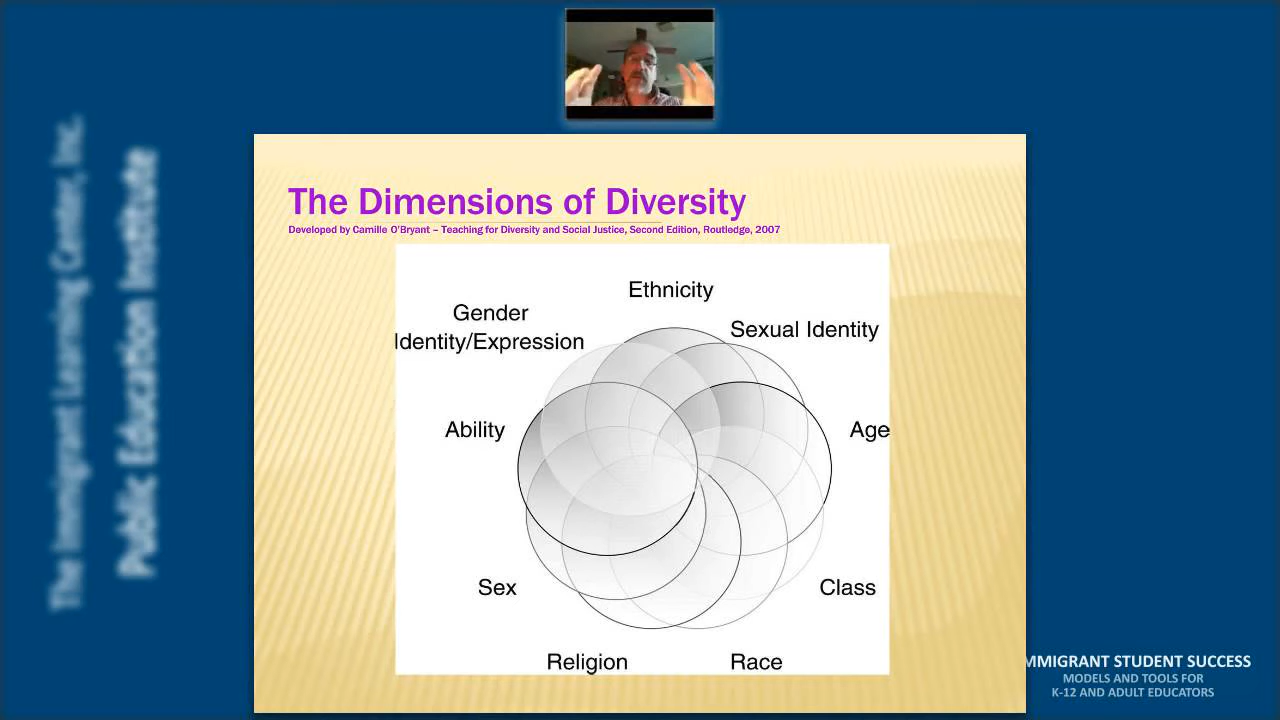 The Immigrant Learning Center, Inc.
Public Education Institute
The Dimensions of Diversity
Developed by Camille O'Bryant – Teaching for Diversity and Social Justice, Second Edition, Routledge, 2007
Ethnicity
Gender
Identity/Expression
Sexual Identity
Ability
Age
Sex
Class
Religion
Race
MMIGRANT STUDENT SUCCESS
MODELS AND TOOLS FOR
K-12 AND ADULT EDUCATORS